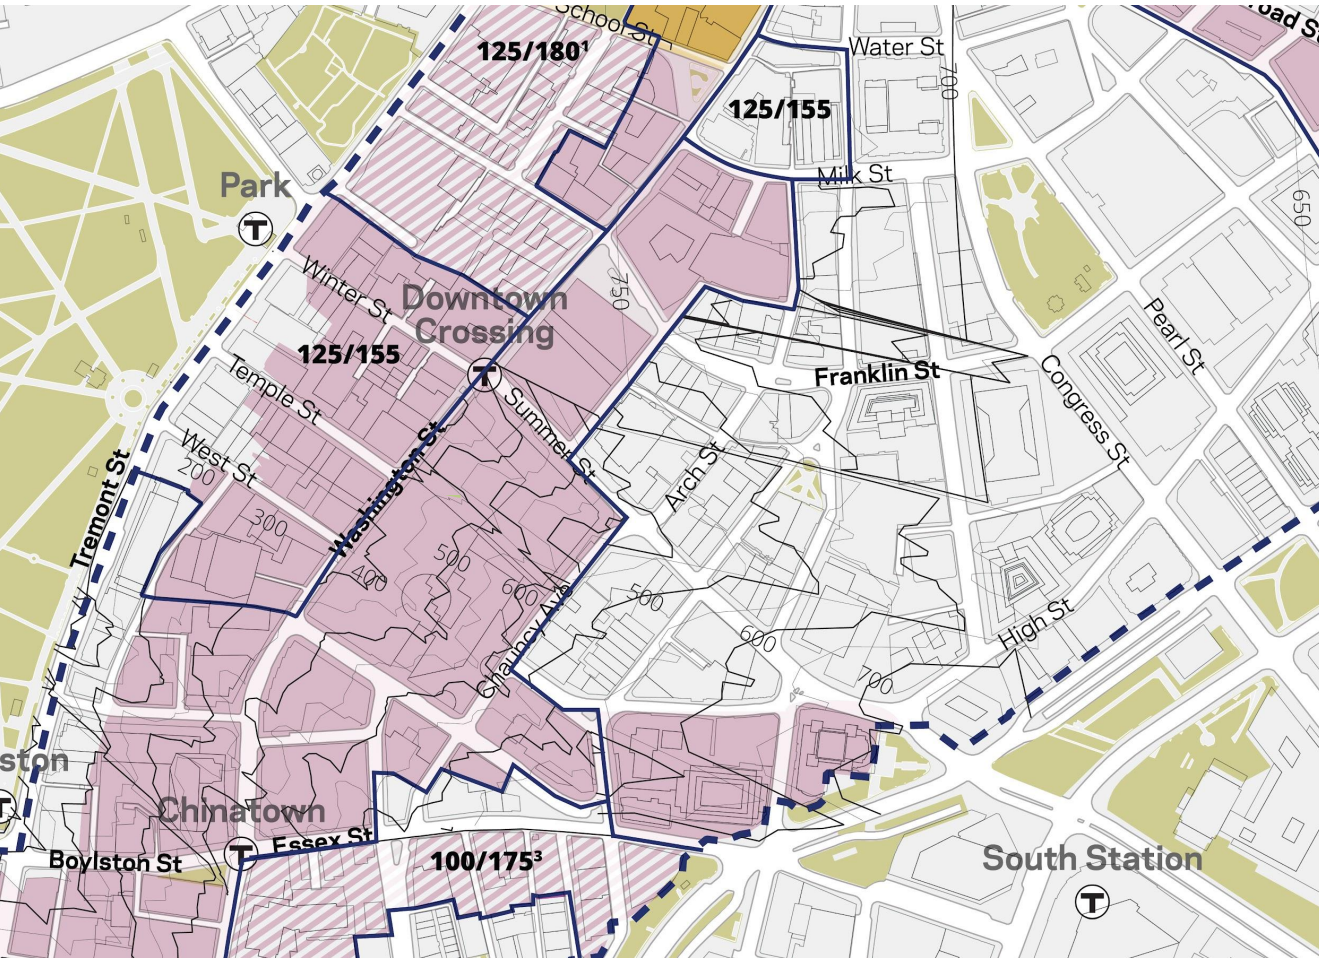 School St
125/180¹
Water St
road St
700
125/155
Milk St
Park
T
650
Winter St
Downtown
Crossing
750
125/155
T
Pearl St
Franklin St
Temple St
Summer St
Congress St
West St
200
Washington St
Arch St
Tremont St
300
500
400
600
Chauncy Ave
500
600
High St
700
ston
T
Chinatown
T
Essex St
Boylston St
100/175³
South Station
T